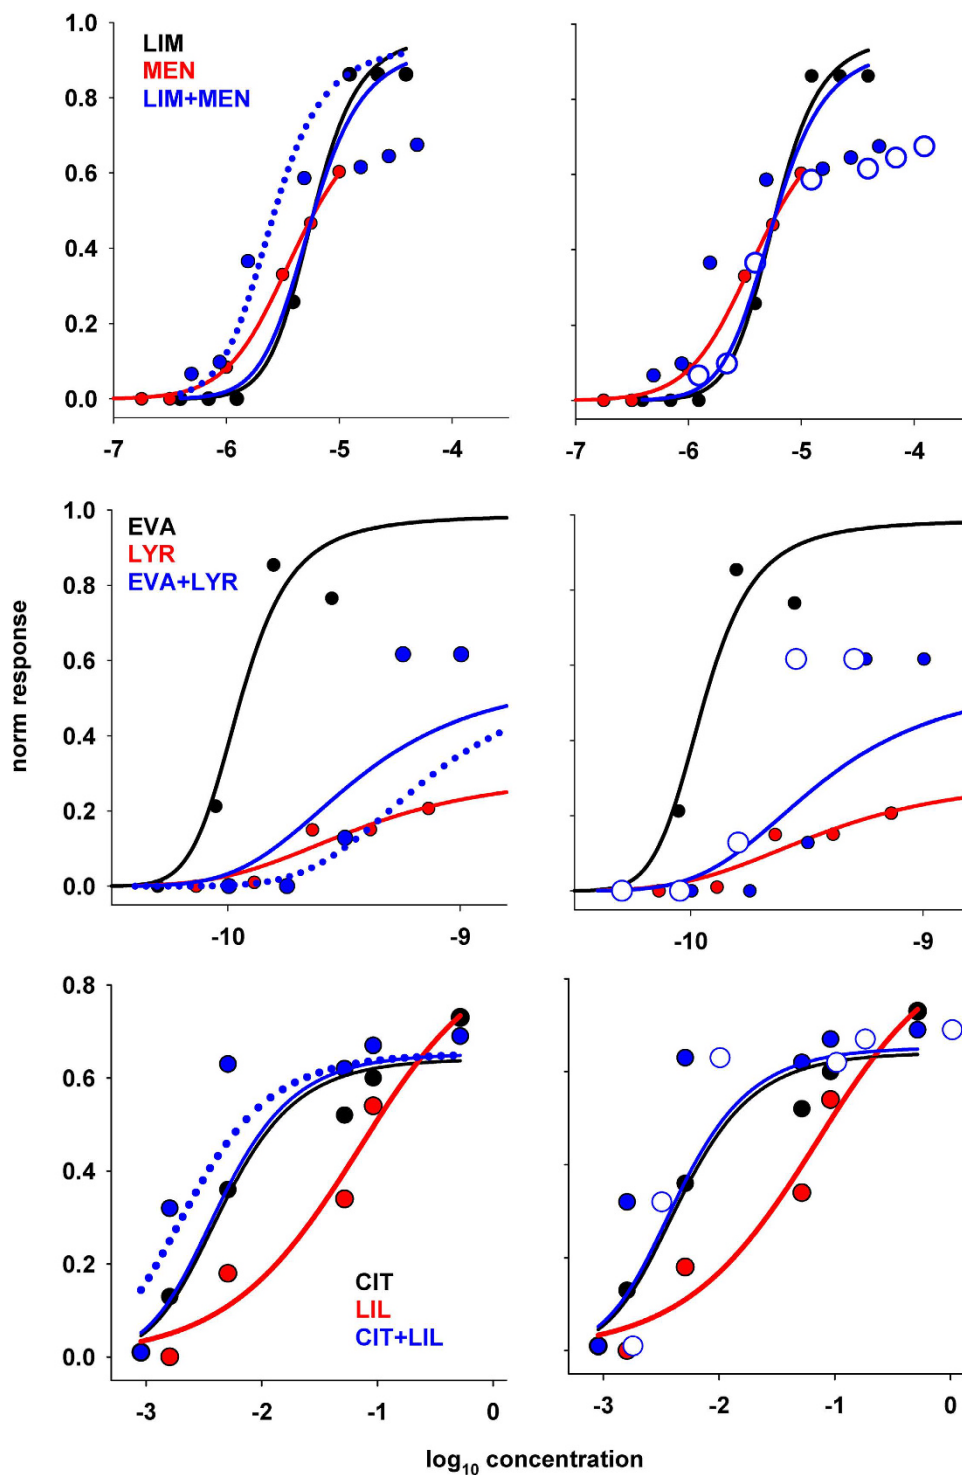 1.0
LIM
MEN
LIM+MEN
0.8
0.6
0.4
0.2
0.0
-7 -6 -5 -4
-7 -6 -5 -4
norm response
1.0
EVA
LYR
EVA+LYR
0.8
0.6
0.4
0.2
0.0
-10 -9
-10 -9
0.8
0.6
0.4
0.2
0.0
CIT
LIL
CIT+LIL
-3 -2 -1 0
-3 -2 -1 0
log10 concentration